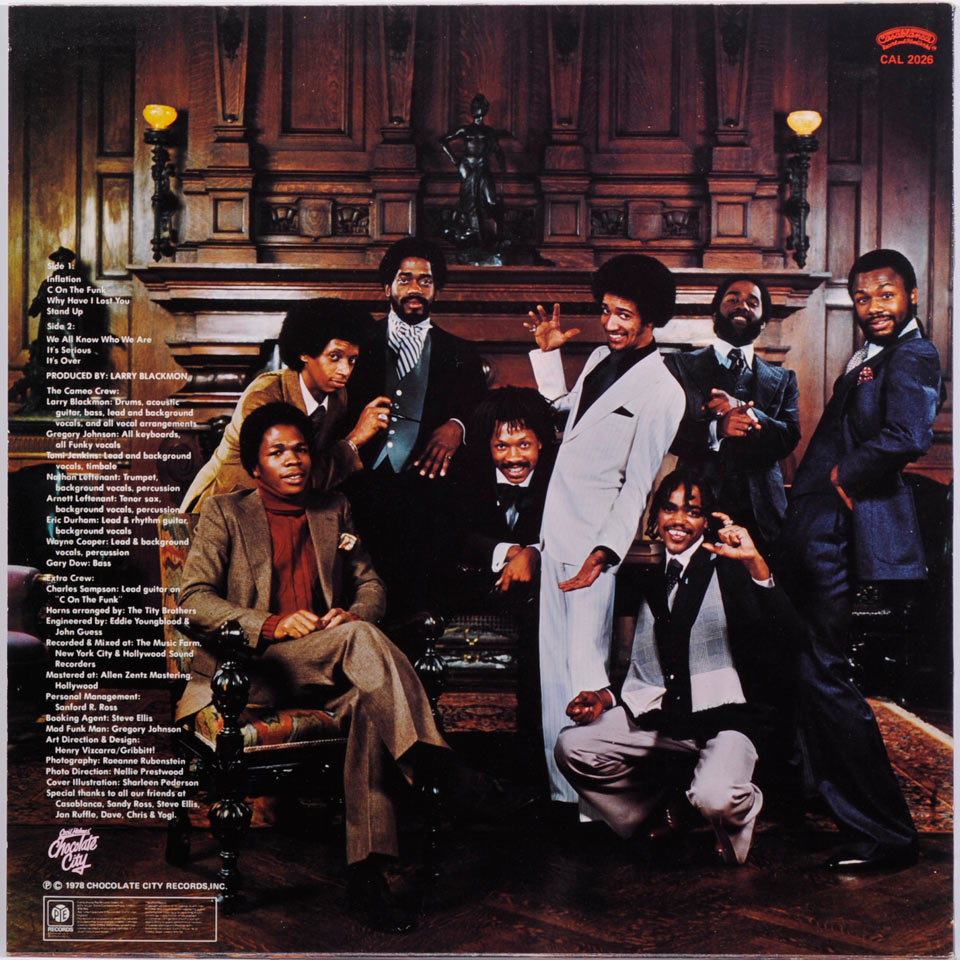 Casablanca
Record and FilmWorks
CAL 2026
Side 1:
Inflation
C On The Funk
Why Have I Lost You
Stand Up
Side 2:
We All Know Who We Are
It's Serious
It's Over
PRODUCED BY: LARRY BLACKMON
The Cameo Crew:
Larry Blackmon: Drums, acoustic
guitar, bass, lead and background
vocals, and all vocal arrangements
Gregory Johnson: All keyboards,
all Funky vocals
Tomi Jenkins: Lead and background
vocals, timbale
Nathan Leftenant: Trumpet,
background vocals, percussion
Arnett Leftenant: Tenor sax,
background vocals, percussion
Eric Durham: Lead & rhythm guitar,
background vocals
Wayne Cooper: Lead & background
vocals, percussion
Gary Dow: Bass
Extra Crew:
Charles Sampson: Lead guitar on
"C On The Funk"
Horns arranged by: The Tity Brothers
Engineered by: Eddie Youngblood &
John Guess
Recorded & Mixed at: The Music Farm,
New York City & Hollywood Sound
Recorders
Mastered at: Allen Zentz Mastering,
Hollywood
Personal Management:
Sanford R. Ross
Booking Agent: Steve Ellis
Mad Funk Man: Gregory Johnson
Art Direction & Design:
Henry Vizcarra/Gribbitt!
Photography: Raeanne Rubenstein
Photo Direction: Nellie Prestwood
Cover Illustration: Sharleen Pederson
Special thanks to all our friends at
Casablanca, Sandy Ross, Steve Ellis,
Jan Ruffle, Dave, Chris & Yogi.
Cecil Holmes'
Chocolate
City
℗ © 1978 CHOCOLATE CITY RECORDS, INC.
PYE
RECORDS